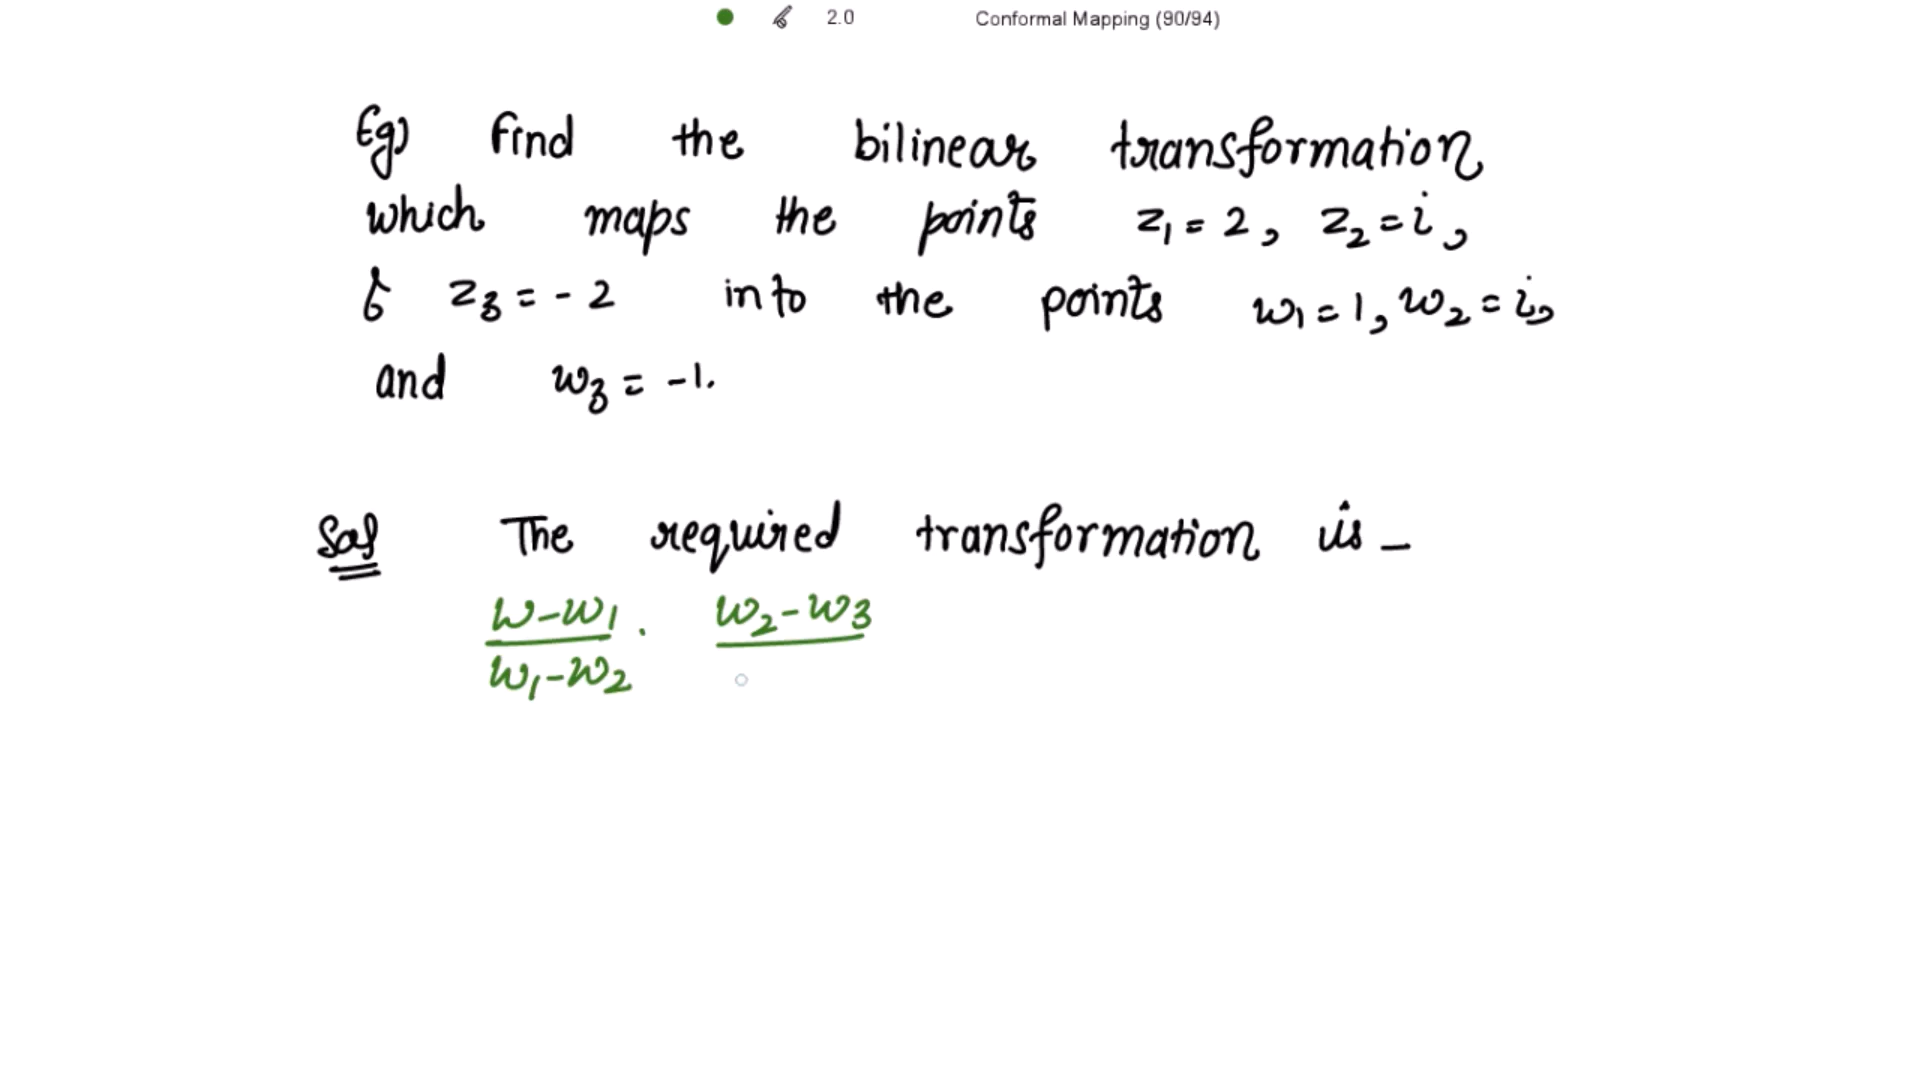 2.0 Conformal Mapping (90/94)
Eg) Find the bilinear transformation
which maps the points z₁ = 2, z₂ = i,
& z₃ = - 2 into the points w₁ = 1, w₂ = i,
and w₃ = -1.
Sol The required transformation is -
w-w₁ . w₂-w₃
w₁-w₂